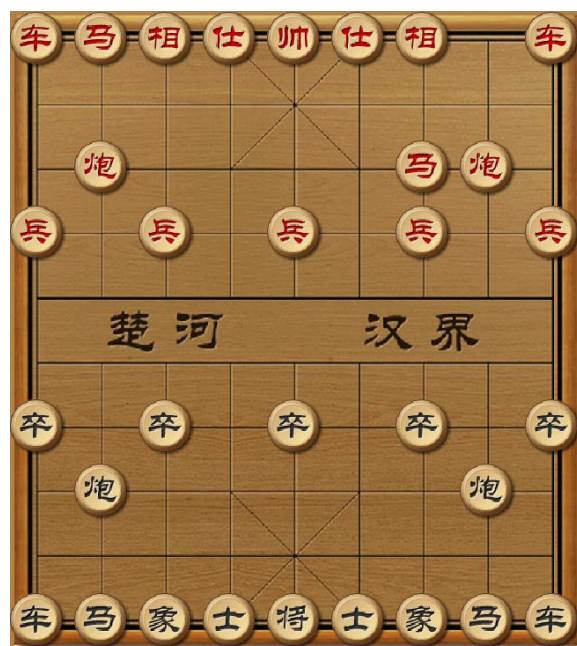 车 马 相 仕 帅 仕 相 车
炮 马 炮
兵 兵 兵 兵 兵
楚河 汉界
卒 卒 卒 卒 卒
炮 炮
车 马 象 士 将 士 象 马 车